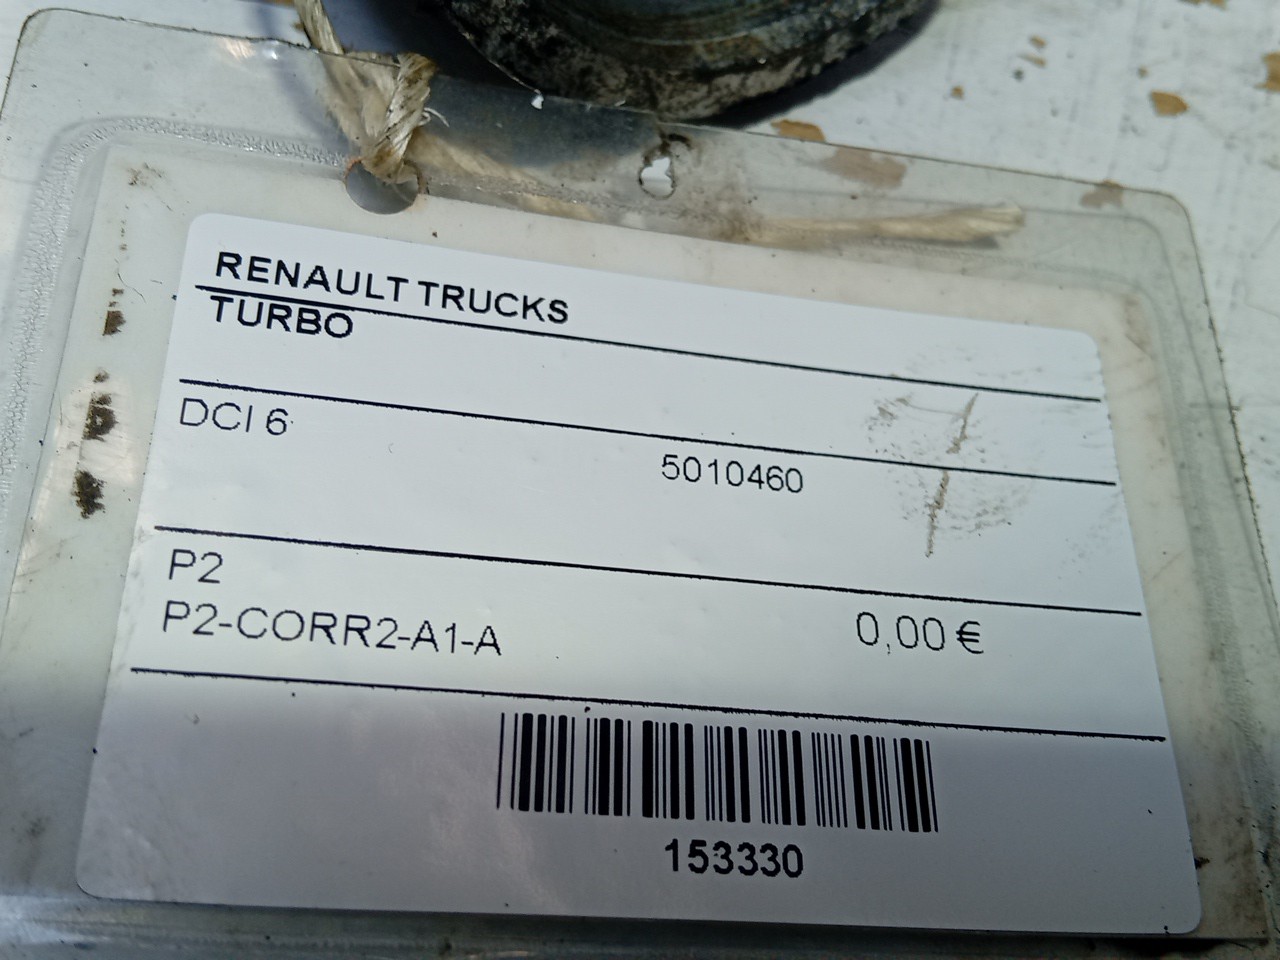 RENAULT TRUCKS
TURBO
DCI 6
5010460
P2
P2-CORR2-A1-A
0,00 €
153330